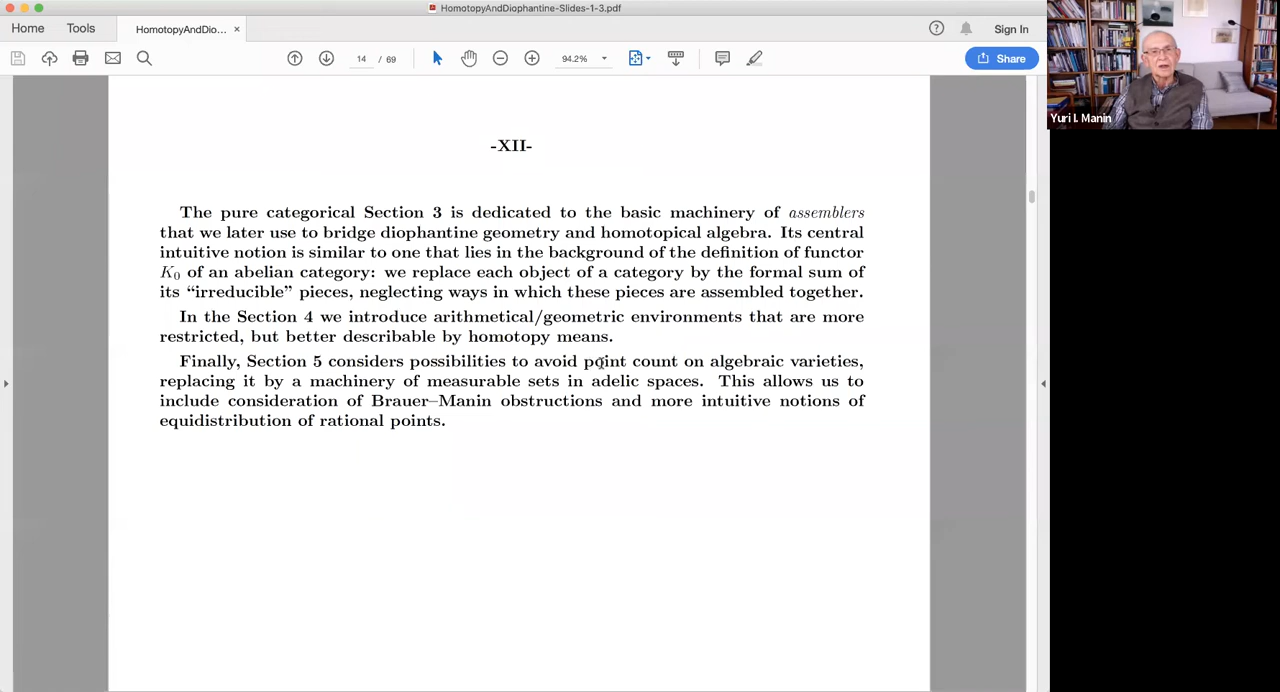 HomotopyAndDiophantine-Slides-1-3.pdf
Home Tools HomotopyAndDio... × Sign In
14 / 69 94.2% Share
Yuri I. Manin
-XII-
The pure categorical Section 3 is dedicated to the basic machinery of assemblers
that we later use to bridge diophantine geometry and homotopical algebra. Its central
intuitive notion is similar to one that lies in the background of the definition of functor
K₀ of an abelian category: we replace each object of a category by the formal sum of
its “irreducible” pieces, neglecting ways in which these pieces are assembled together.
In the Section 4 we introduce arithmetical/geometric environments that are more
restricted, but better describable by homotopy means.
Finally, Section 5 considers possibilities to avoid point count on algebraic varieties,
replacing it by a machinery of measurable sets in adelic spaces. This allows us to
include consideration of Brauer–Manin obstructions and more intuitive notions of
equidistribution of rational points.